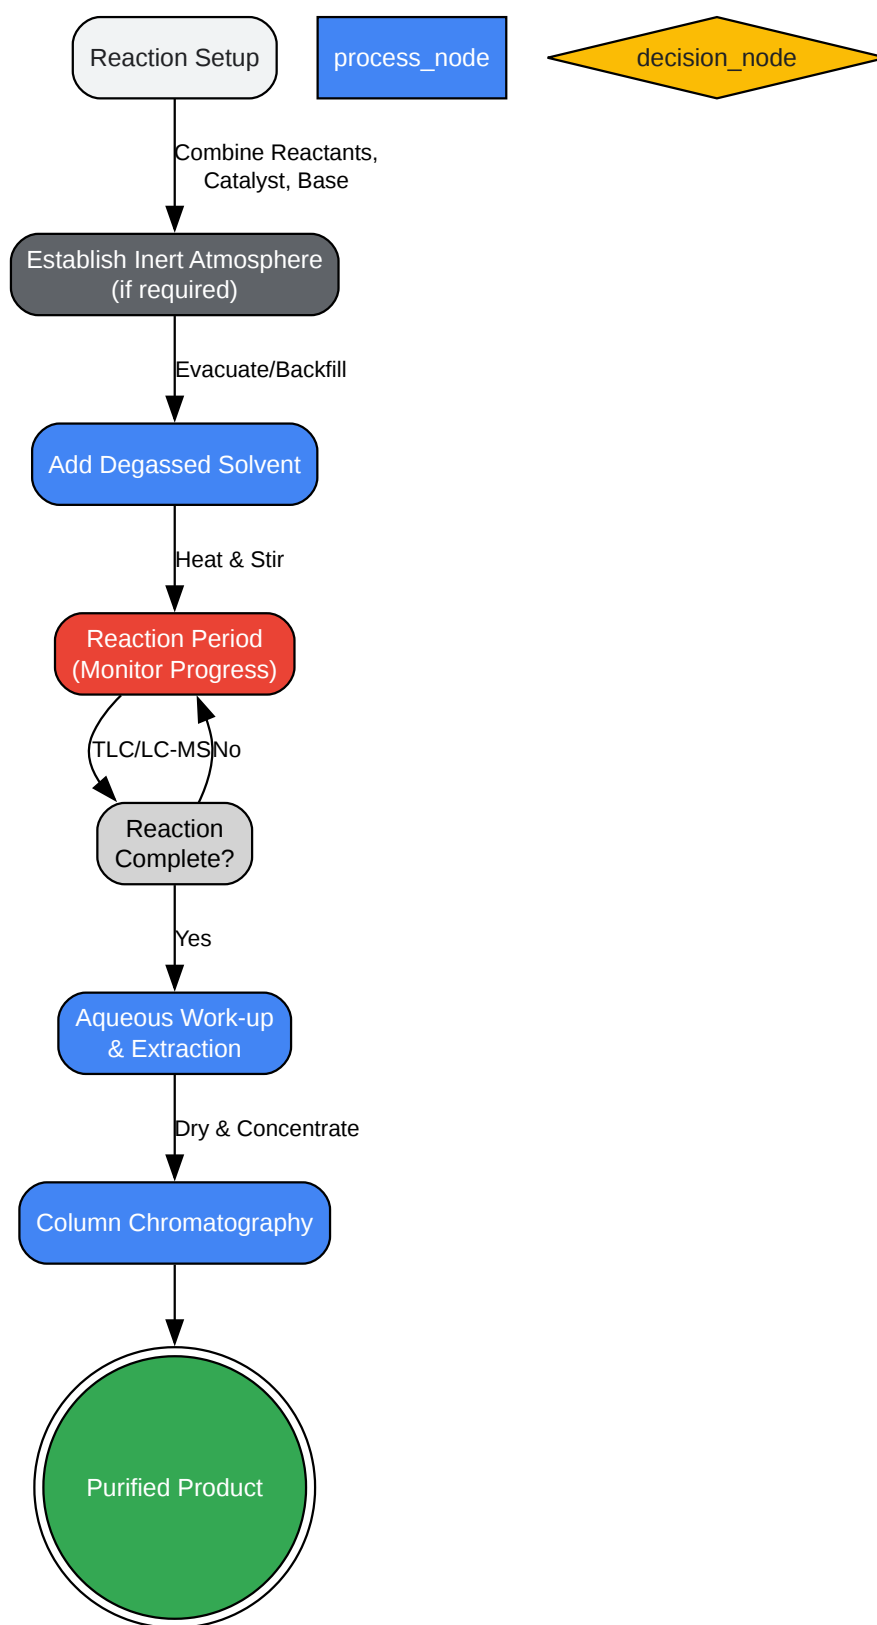 Reaction Setup
process_node
decision_node
Combine Reactants,
Catalyst, Base
Establish Inert Atmosphere
(if required)
Evacuate/Backfill
Add Degassed Solvent
Heat & Stir
Reaction Period
(Monitor Progress)
TLC/LC-MS
No
Reaction
Complete?
Yes
Aqueous Work-up
& Extraction
Dry & Concentrate
Column Chromatography
Purified Product